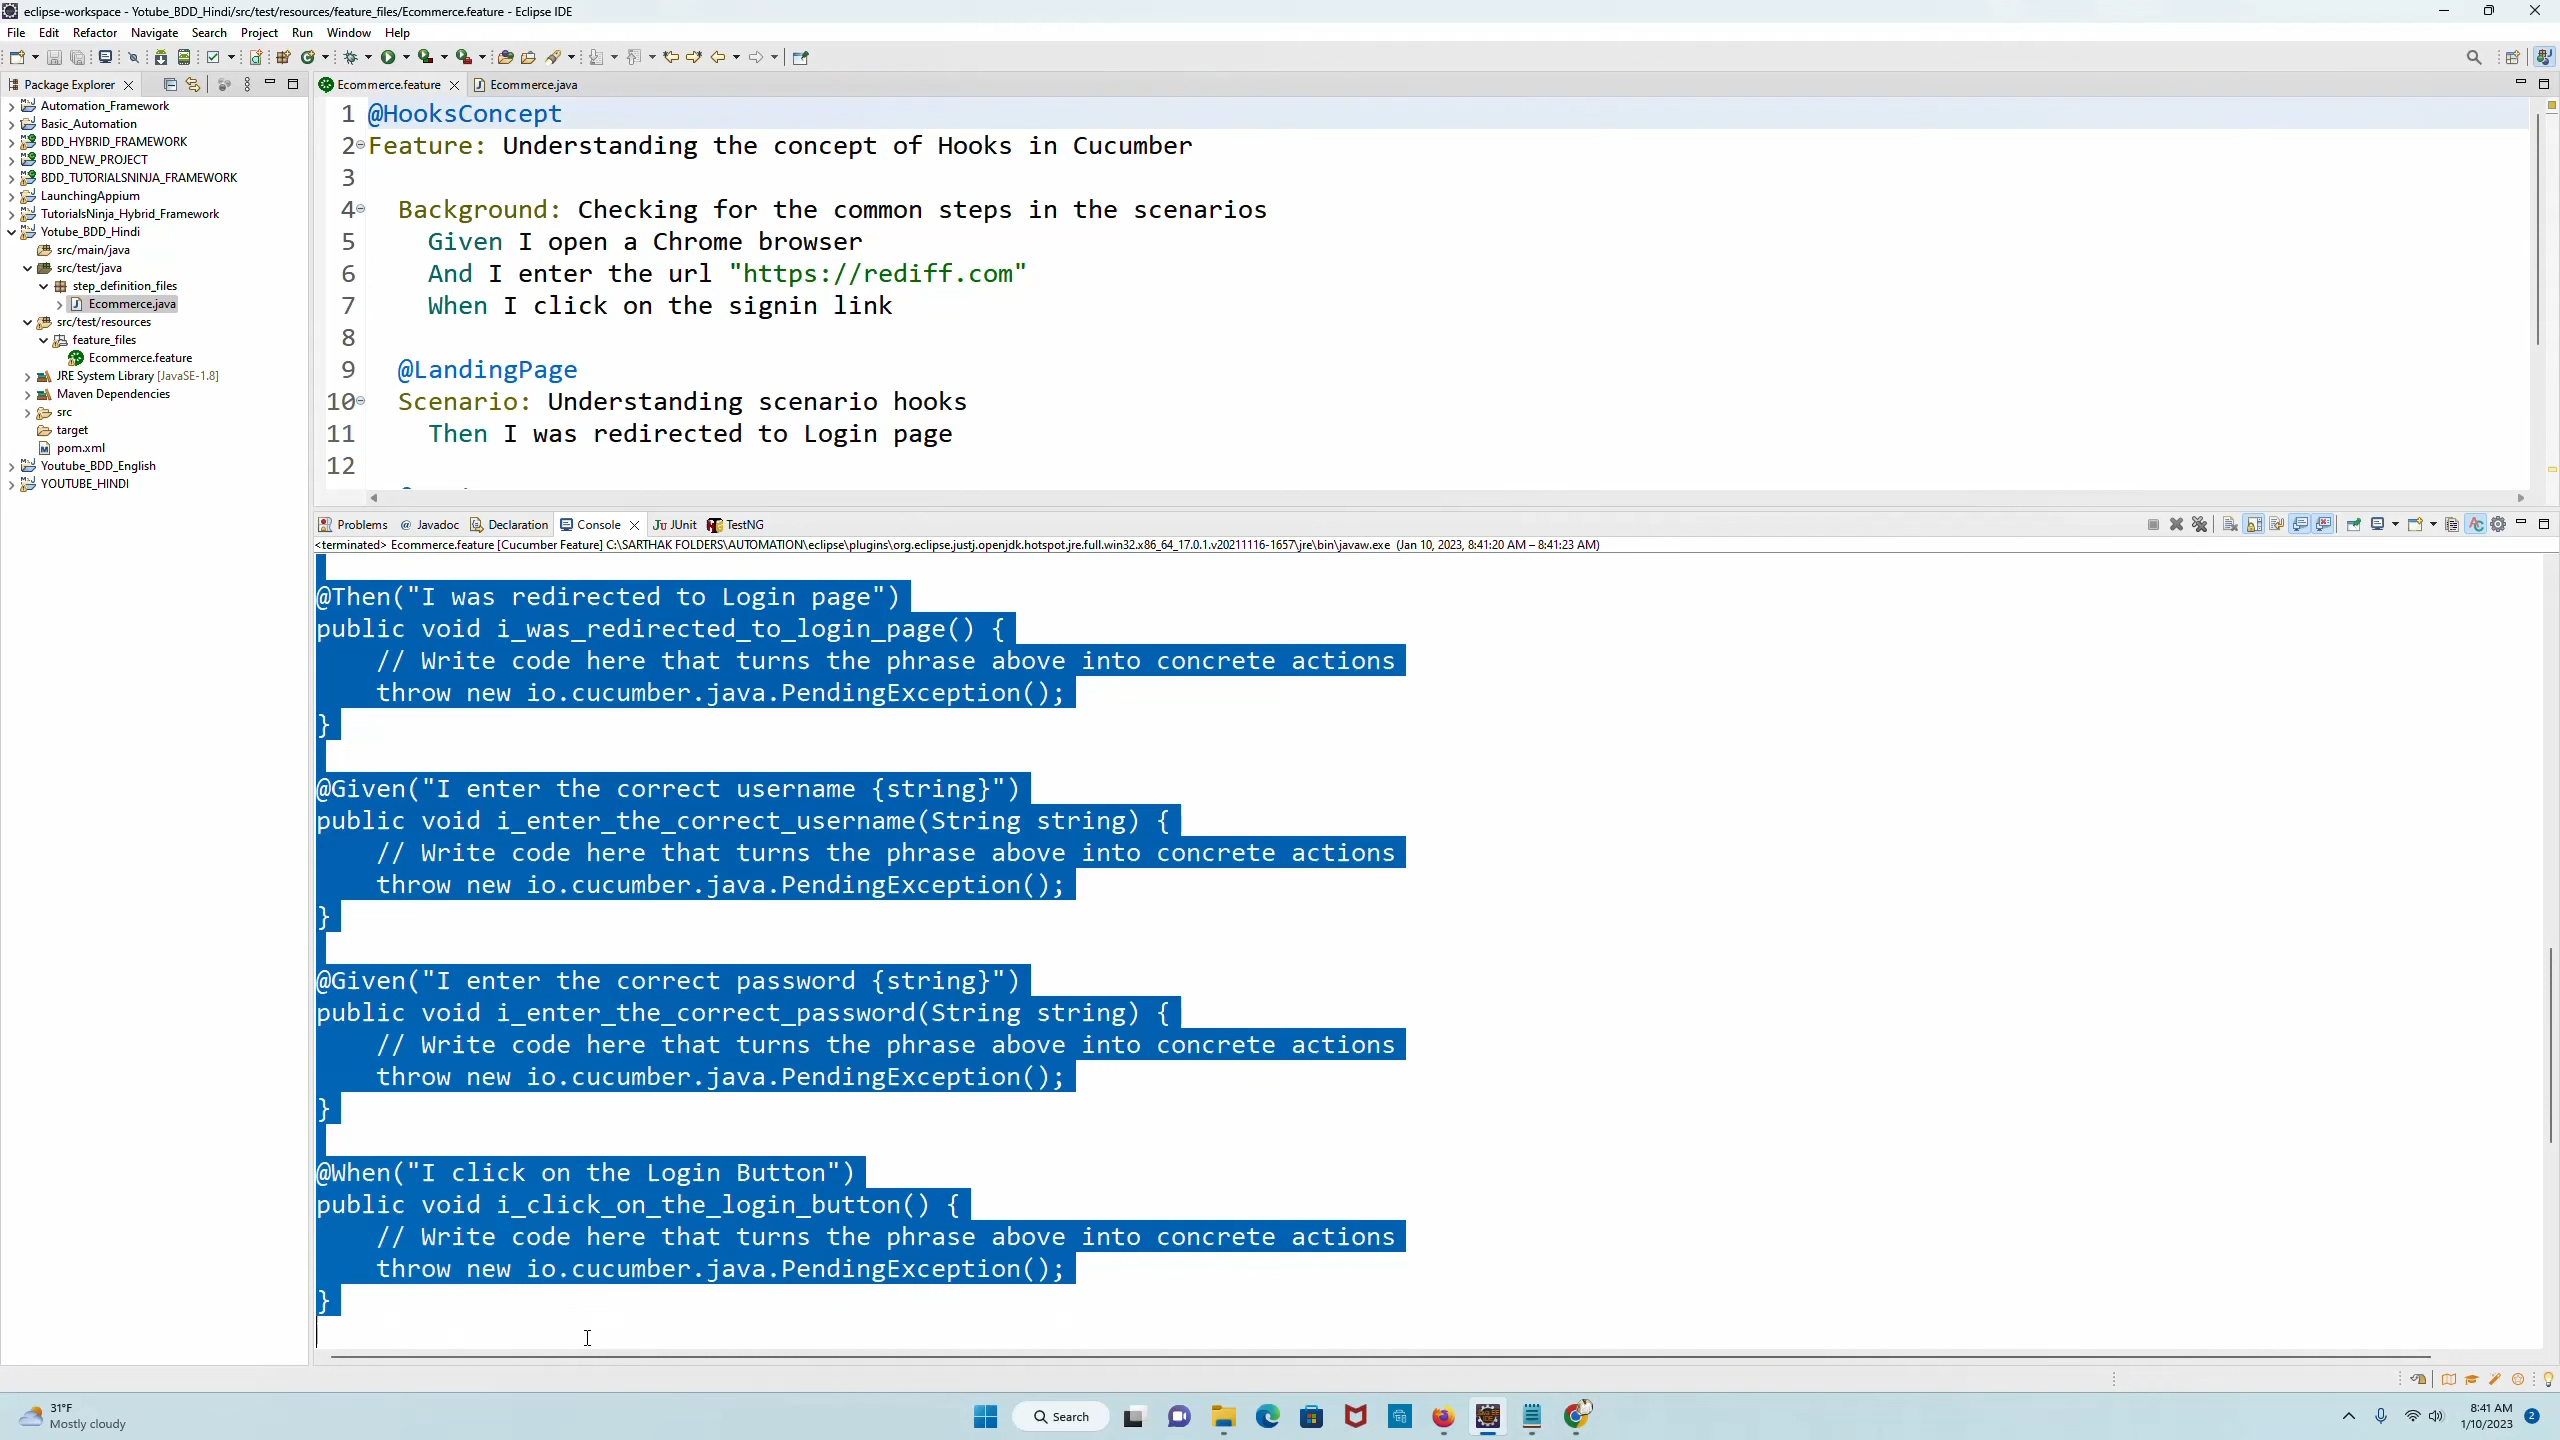 eclipse-workspace - Yotube_BDD_Hindi/src/test/resources/feature_files/Ecommerce.feature - Eclipse IDE
File Edit Refactor Navigate Search Project Run Window Help
Package Explorer
Automation_Framework
Basic_Automation
BDD_HYBRID_FRAMEWORK
BDD_NEW_PROJECT
BDD_TUTORIALSNINJA_FRAMEWORK
LaunchingAppium
TutorialsNinja_Hybrid_Framework
Yotube_BDD_Hindi
src/main/java
src/test/java
step_definition_files
Ecommerce.java
src/test/resources
feature_files
Ecommerce.feature
JRE System Library [JavaSE-1.8]
Maven Dependencies
src
target
pom.xml
Youtube_BDD_English
YOUTUBE_HINDI
Ecommerce.feature Ecommerce.java
1 @HooksConcept
2 Feature: Understanding the concept of Hooks in Cucumber
3
4 Background: Checking for the common steps in the scenarios
5 Given I open a Chrome browser
6 And I enter the url "https://rediff.com"
7 When I click on the signin link
8
9 @LandingPage
10 Scenario: Understanding scenario hooks
11 Then I was redirected to Login page
12
Problems @ Javadoc Declaration Console JUnit TestNG
<terminated> Ecommerce.feature [Cucumber Feature] C:\SARTHAK FOLDERS\AUTOMATION\eclipse\plugins\org.eclipse.justj.openjdk.hotspot.jre.full.win32.x86_64_17.0.1.v20211116-1657\jre\bin\javaw.exe (Jan 10, 2023, 8:41:20 AM – 8:41:23 AM)
@Then("I was redirected to Login page")
public void i_was_redirected_to_login_page() {
// Write code here that turns the phrase above into concrete actions
throw new io.cucumber.java.PendingException();
}
@Given("I enter the correct username {string}")
public void i_enter_the_correct_username(String string) {
// Write code here that turns the phrase above into concrete actions
throw new io.cucumber.java.PendingException();
}
@Given("I enter the correct password {string}")
public void i_enter_the_correct_password(String string) {
// Write code here that turns the phrase above into concrete actions
throw new io.cucumber.java.PendingException();
}
@When("I click on the Login Button")
public void i_click_on_the_login_button() {
// Write code here that turns the phrase above into concrete actions
throw new io.cucumber.java.PendingException();
}
31°F
Mostly cloudy
Search
8:41 AM
1/10/2023
2